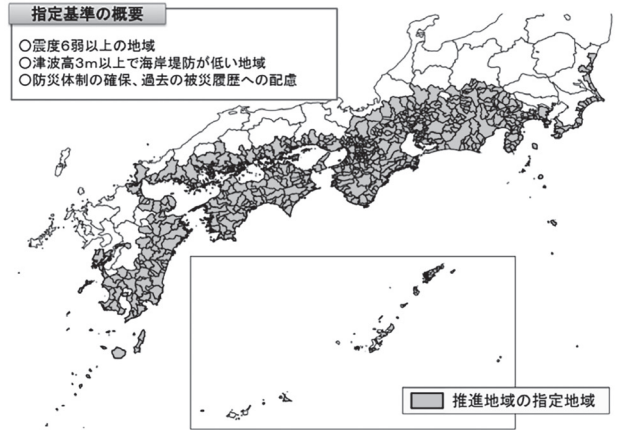 指定基準の概要
○震度6弱以上の地域
○津波高3m以上で海岸堤防が低い地域
○防災体制の確保、過去の被災履歴への配慮
推進地域の指定地域